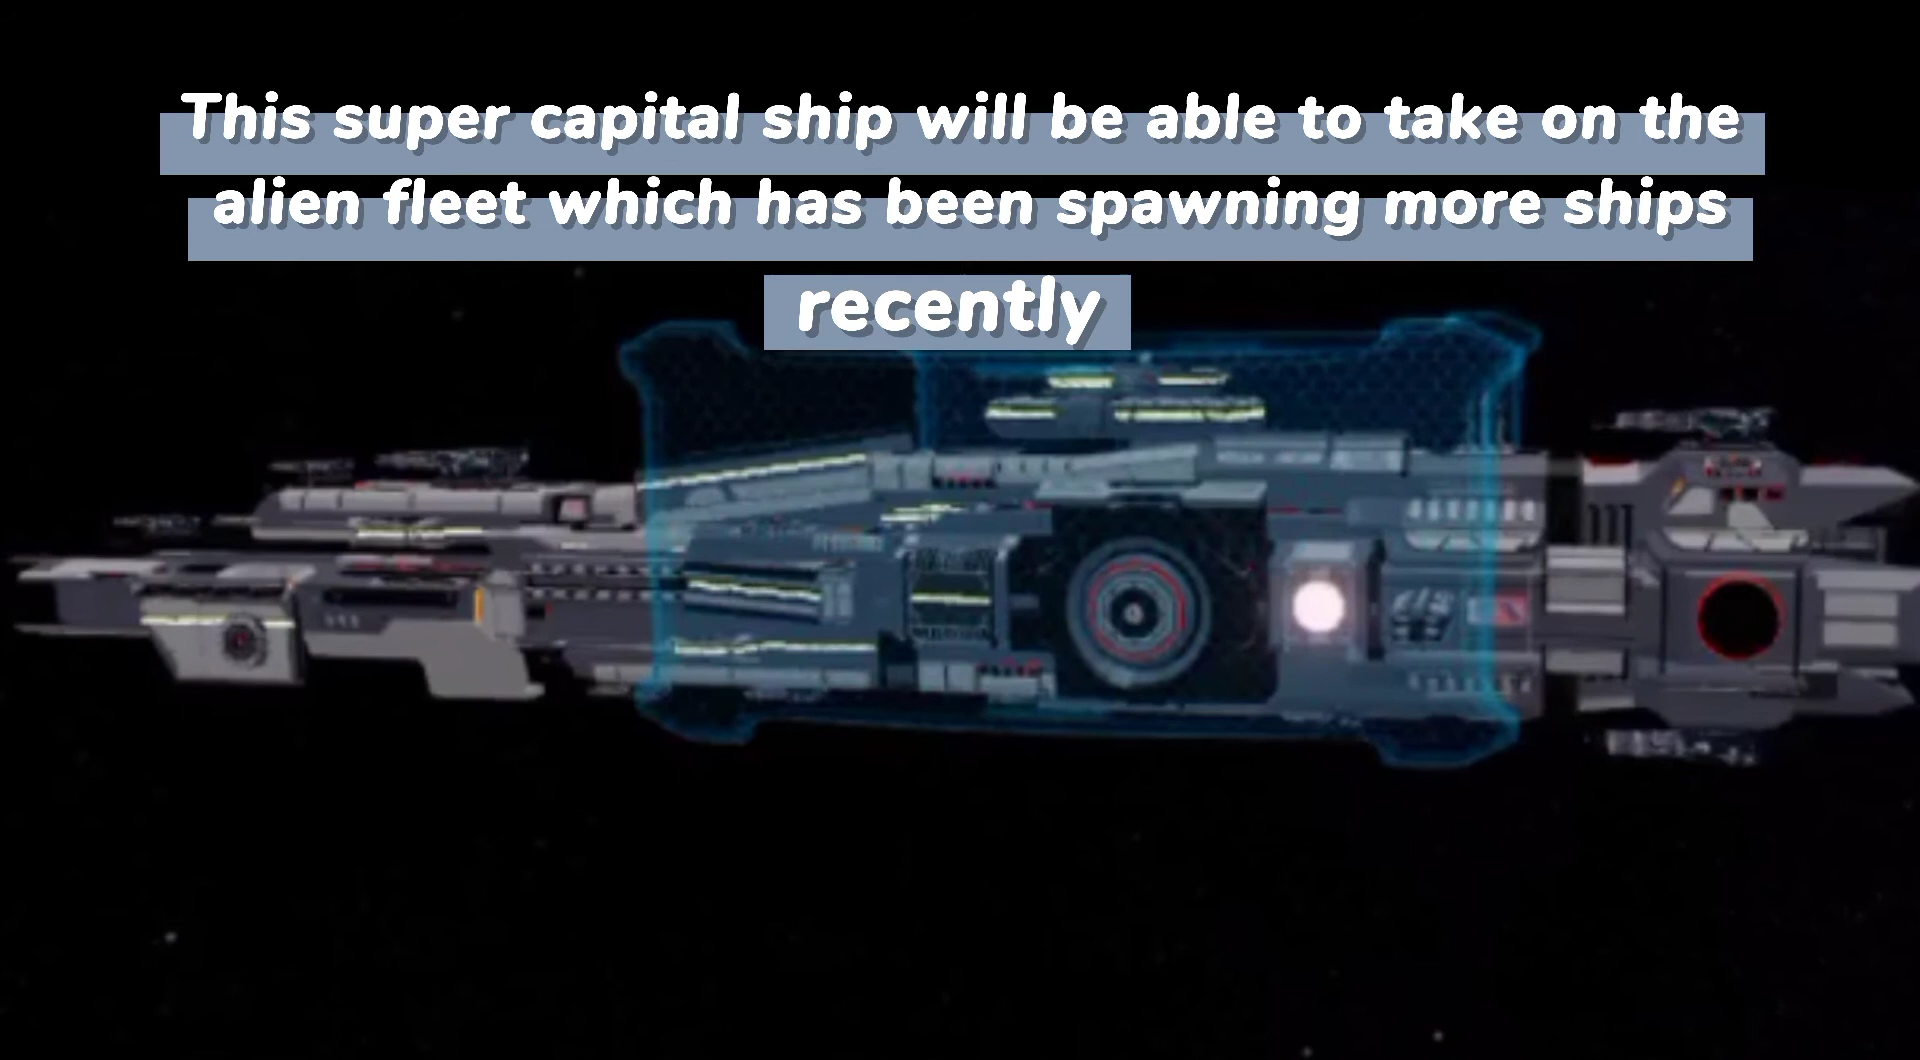 This super capital ship will be able to take on the
alien fleet which has been spawning more ships
recently